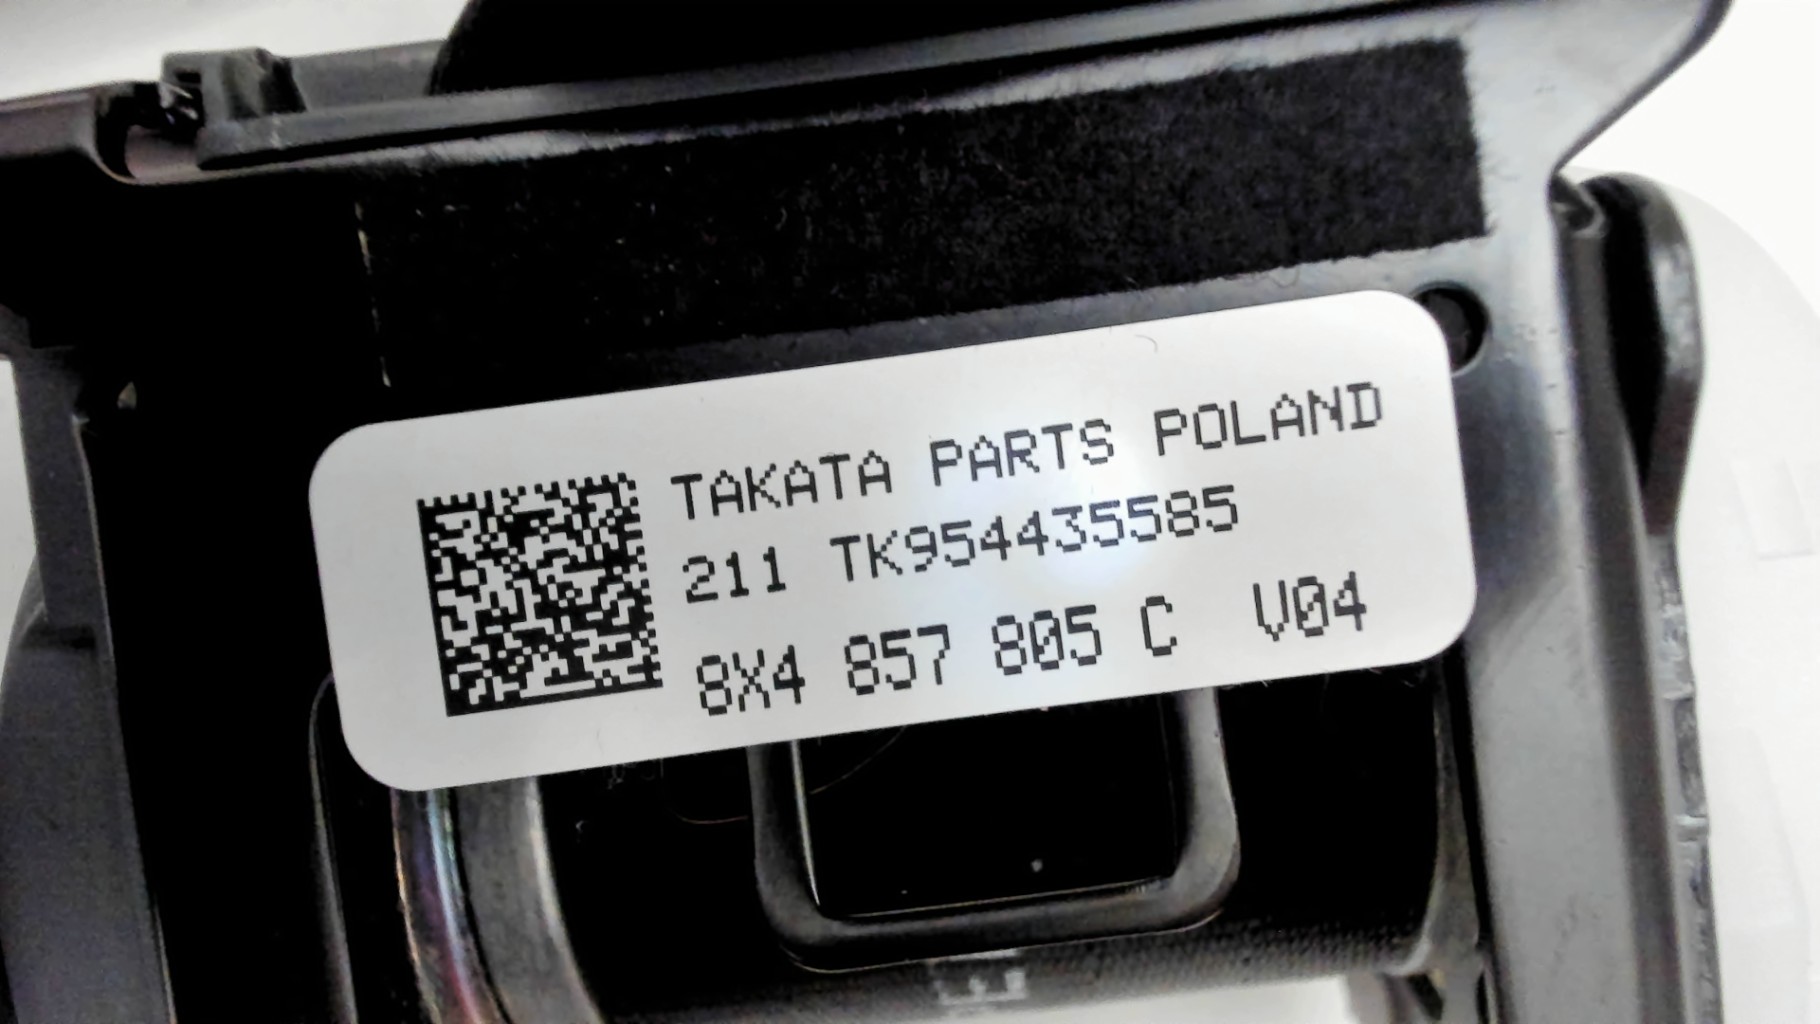 TAKATA PARTS POLAND
211 TK954435585
8X4 857 805 C V04